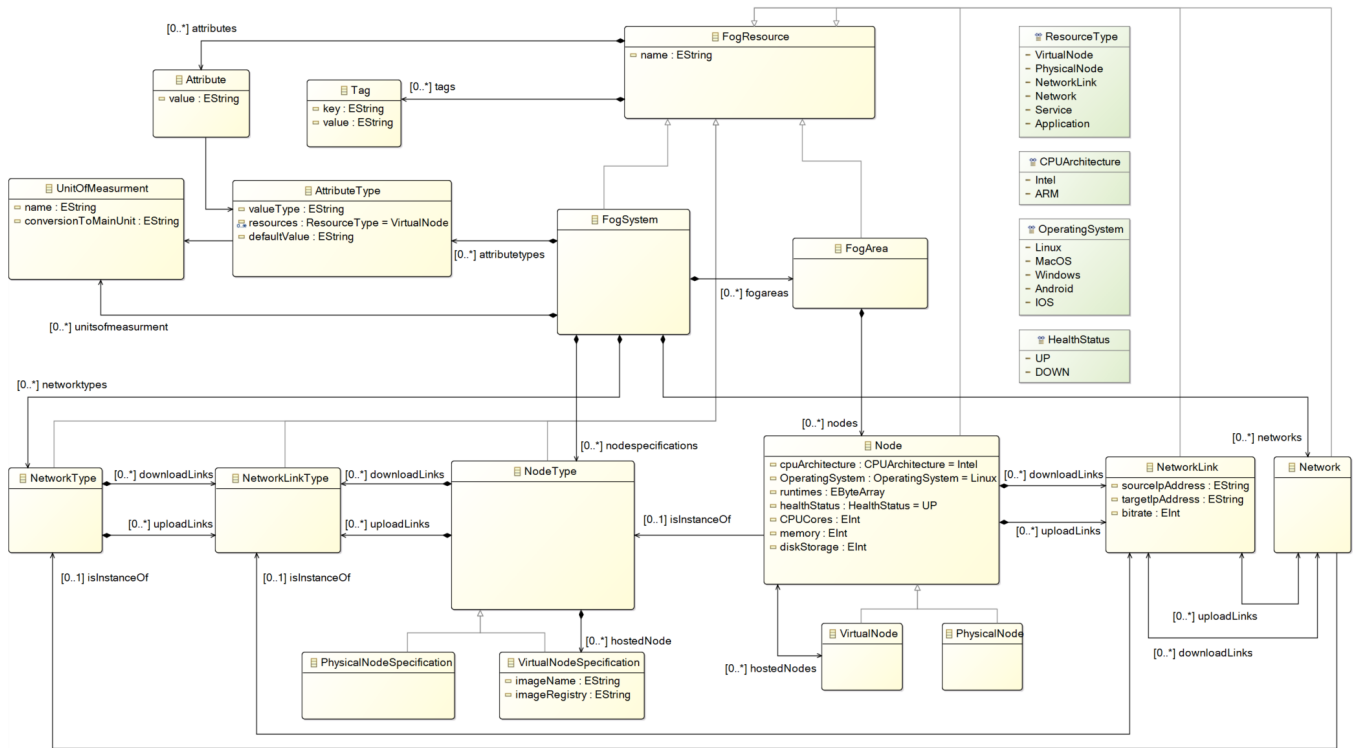 [0..*] attributes
FogResource
name : EString
ResourceType
VirtualNode
PhysicalNode
NetworkLink
Network
Service
Application
Attribute
value : EString
Tag
key : EString
value : EString
[0..*] tags
CPUArchitecture
Intel
ARM
UnitOfMeasurment
name : EString
conversionToMainUnit : EString
AttributeType
valueType : EString
resources : ResourceType = VirtualNode
defaultValue : EString
FogSystem
FogArea
OperatingSystem
Linux
MacOS
Windows
Android
IOS
[0..*] attributetypes
[0..*] fogareas
[0..*] unitsofmeasurment
HealthStatus
UP
DOWN
[0..*] networktypes
[0..*] nodespecifications
[0..*] nodes
[0..*] networks
NetworkType
[0..*] downloadLinks
[0..*] uploadLinks
NetworkLinkType
[0..*] downloadLinks
[0..*] uploadLinks
NodeType
[0..1] isInstanceOf
Node
cpuArchitecture : CPUArchitecture = Intel
OperatingSystem : OperatingSystem = Linux
runtimes : EByteArray
healthStatus : HealthStatus = UP
CPUCores : EInt
memory : EInt
diskStorage : EInt
[0..*] downloadLinks
[0..*] uploadLinks
NetworkLink
sourceIpAddress : EString
targetIpAddress : EString
bitrate : EInt
Network
[0..1] isInstanceOf
[0..1] isInstanceOf
[0..*] uploadLinks
[0..*] downloadLinks
[0..*] hostedNode
PhysicalNodeSpecification
VirtualNodeSpecification
imageName : EString
imageRegistry : EString
VirtualNode
PhysicalNode
[0..*] hostedNodes